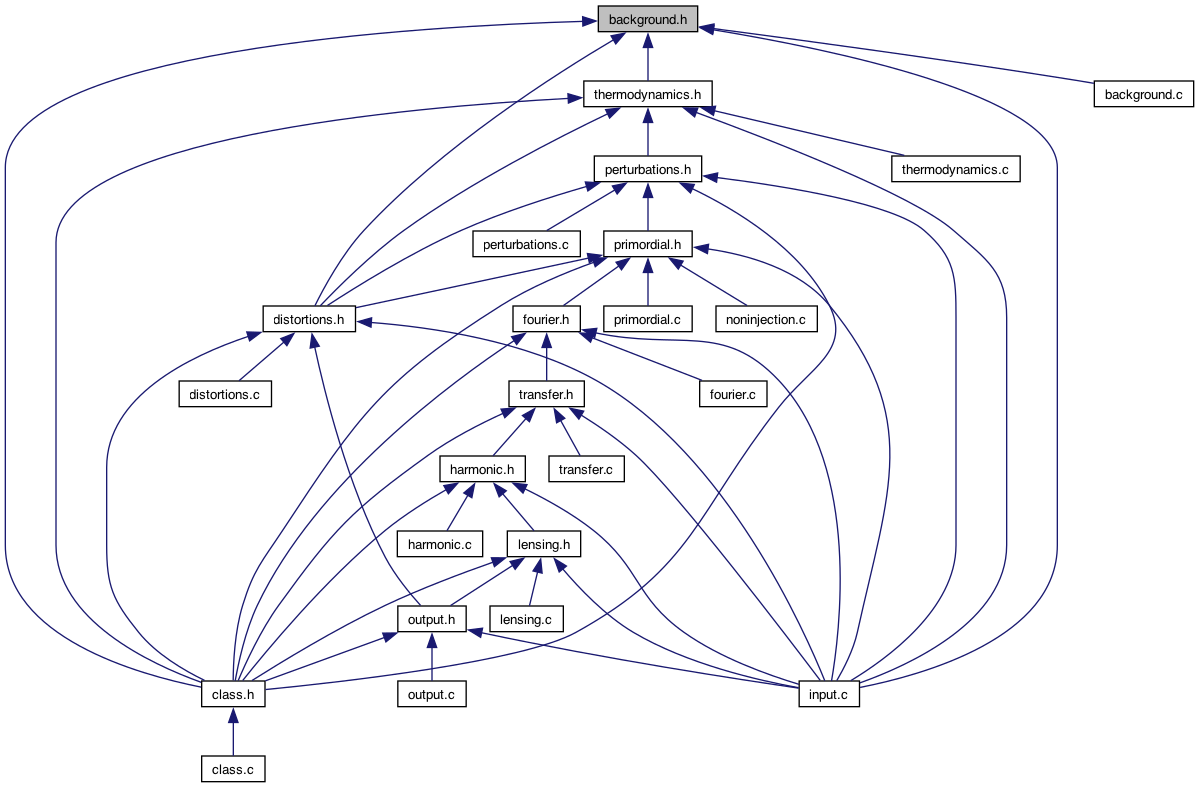 background.h
thermodynamics.h
background.c
perturbations.h
thermodynamics.c
perturbations.c
primordial.h
distortions.h
fourier.h
primordial.c
noninjection.c
distortions.c
transfer.h
fourier.c
harmonic.h
transfer.c
harmonic.c
lensing.h
output.h
lensing.c
class.h
output.c
input.c
class.c